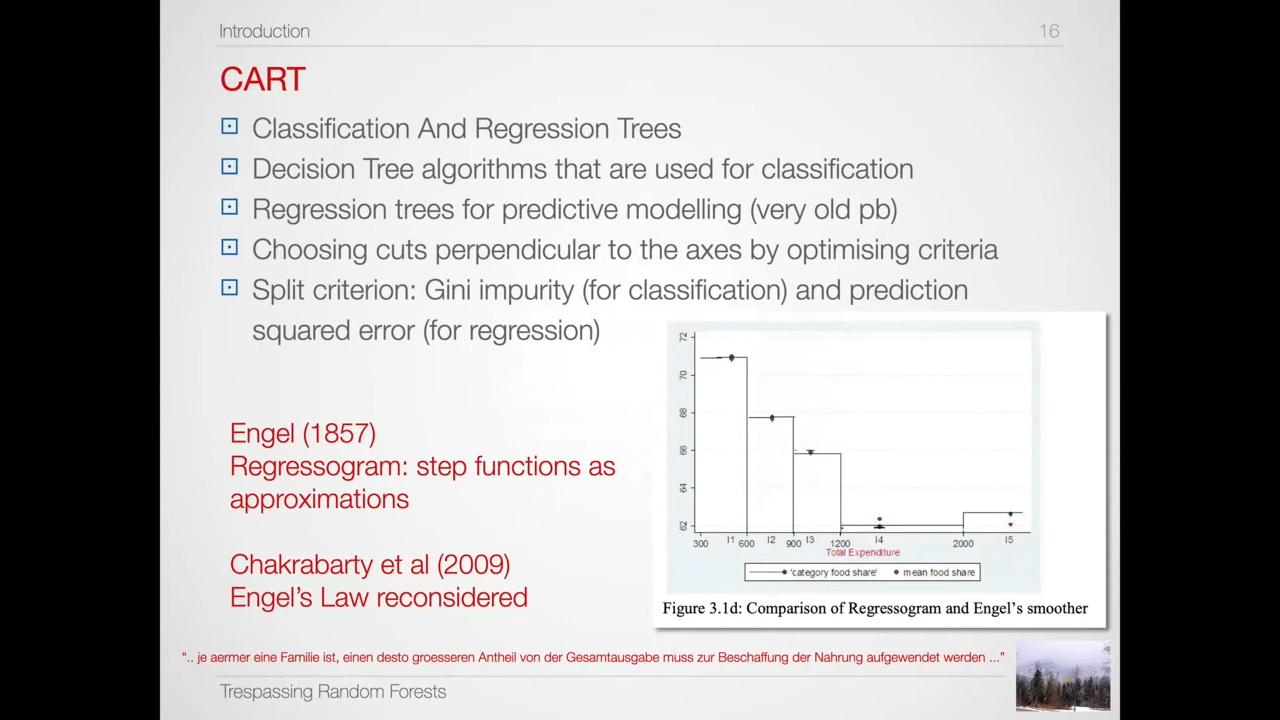 Introduction
16
CART
Classification And Regression Trees
Decision Tree algorithms that are used for classification
Regression trees for predictive modelling (very old pb)
Choosing cuts perpendicular to the axes by optimising criteria
Split criterion: Gini impurity (for classification) and prediction
squared error (for regression)
Engel (1857)
Regressogram: step functions as
approximations
Chakrabarty et al (2009)
Engel's Law reconsidered
72
70
68
66
64
62
300 I1 600 I2 900 I3 1200 I4 2000 I5
Total Expenditure
'category food share' mean food share
Figure 3.1d: Comparison of Regressogram and Engel's smoother
".. je aermer eine Familie ist, einen desto groesseren Antheil von der Gesamtausgabe muss zur Beschaffung der Nahrung aufgewendet werden ..."
Trespassing Random Forests